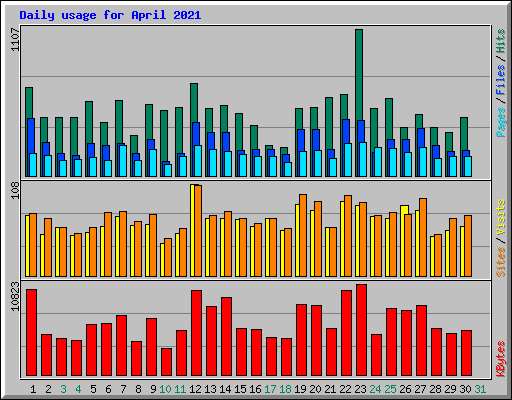 Daily usage for April 2021
1107
Pages / Files / Hits
108
Sites / Visits
10823
KBytes
1 2 3 4 5 6 7 8 9 10 11 12 13 14 15 16 17 18 19 20 21 22 23 24 25 26 27 28 29 30 31